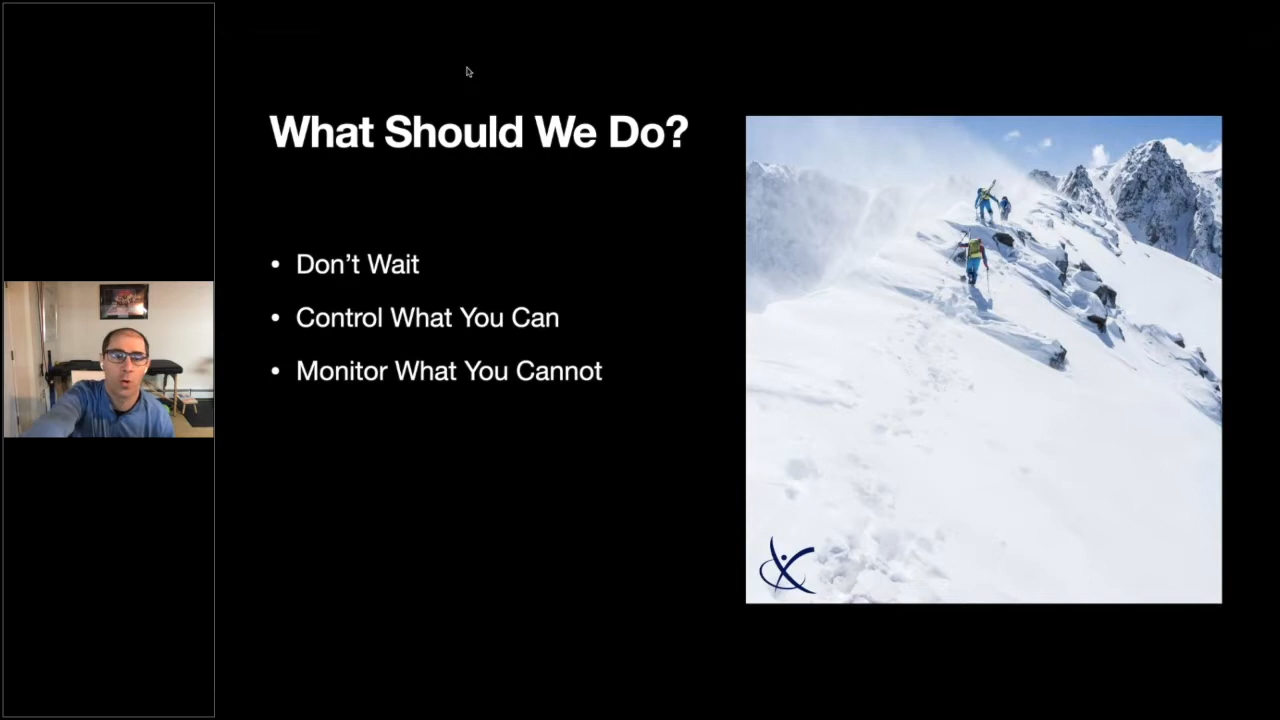 What Should We Do?
• Don’t Wait
• Control What You Can
• Monitor What You Cannot